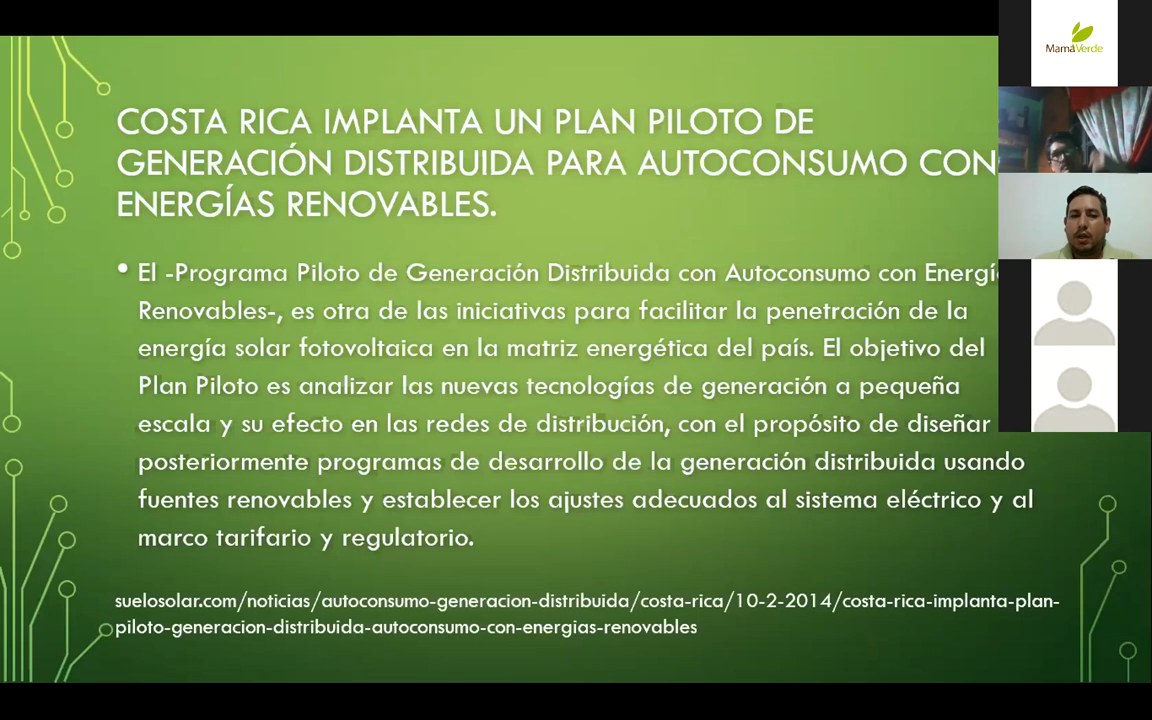 COSTA RICA IMPLANTA UN PLAN PILOTO DE
GENERACIÓN DISTRIBUIDA PARA AUTOCONSUMO CON
ENERGÍAS RENOVABLES.
• El -Programa Piloto de Generación Distribuida con Autoconsumo con
Renovables-, es otra de las iniciativas para facilitar la penetración de la
energía solar fotovoltaica en la matriz energética del país. El objetivo del
Plan Piloto es analizar las nuevas tecnologías de generación a pequeña
escala y su efecto en las redes de distribución, con el propósito de diseñar
posteriormente programas de desarrollo de la generación distribuida usando
fuentes renovables y establecer los ajustes adecuados al sistema eléctrico y al
marco tarifario y regulatorio.
suelosolar.com/noticias/autoconsumo-generacion-distribuida/costa-rica/10-2-2014/costa-rica-implanta-plan-
piloto-generacion-distribuida-autoconsumo-con-energias-renovables
MamáVerde